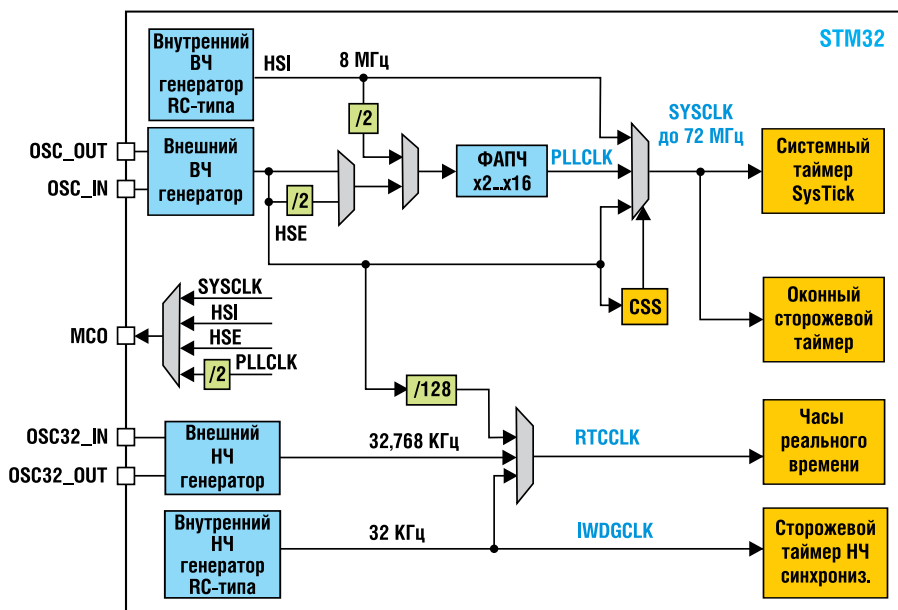 STM32
Внутренний
ВЧ
генератор
RC-типа
HSI
8 МГц
/2
SYSCLK
до 72 МГц
OSC_OUT
OSC_IN
Внешний
ВЧ
генератор
/2
HSE
ФАПЧ
x2...x16
PLLCLK
Системный
таймер
SysTick
CSS
Оконный
сторожевой
таймер
MCO
SYSCLK
HSI
HSE
PLLCLK
/2
/128
OSC32_IN
OSC32_OUT
Внешний
НЧ
генератор
32,768 КГц
RTCCLK
Часы
реального
времени
Внутренний
НЧ
генератор
RC-типа
32 КГц
IWDGCLK
Сторожевой
таймер НЧ
синхрониз.